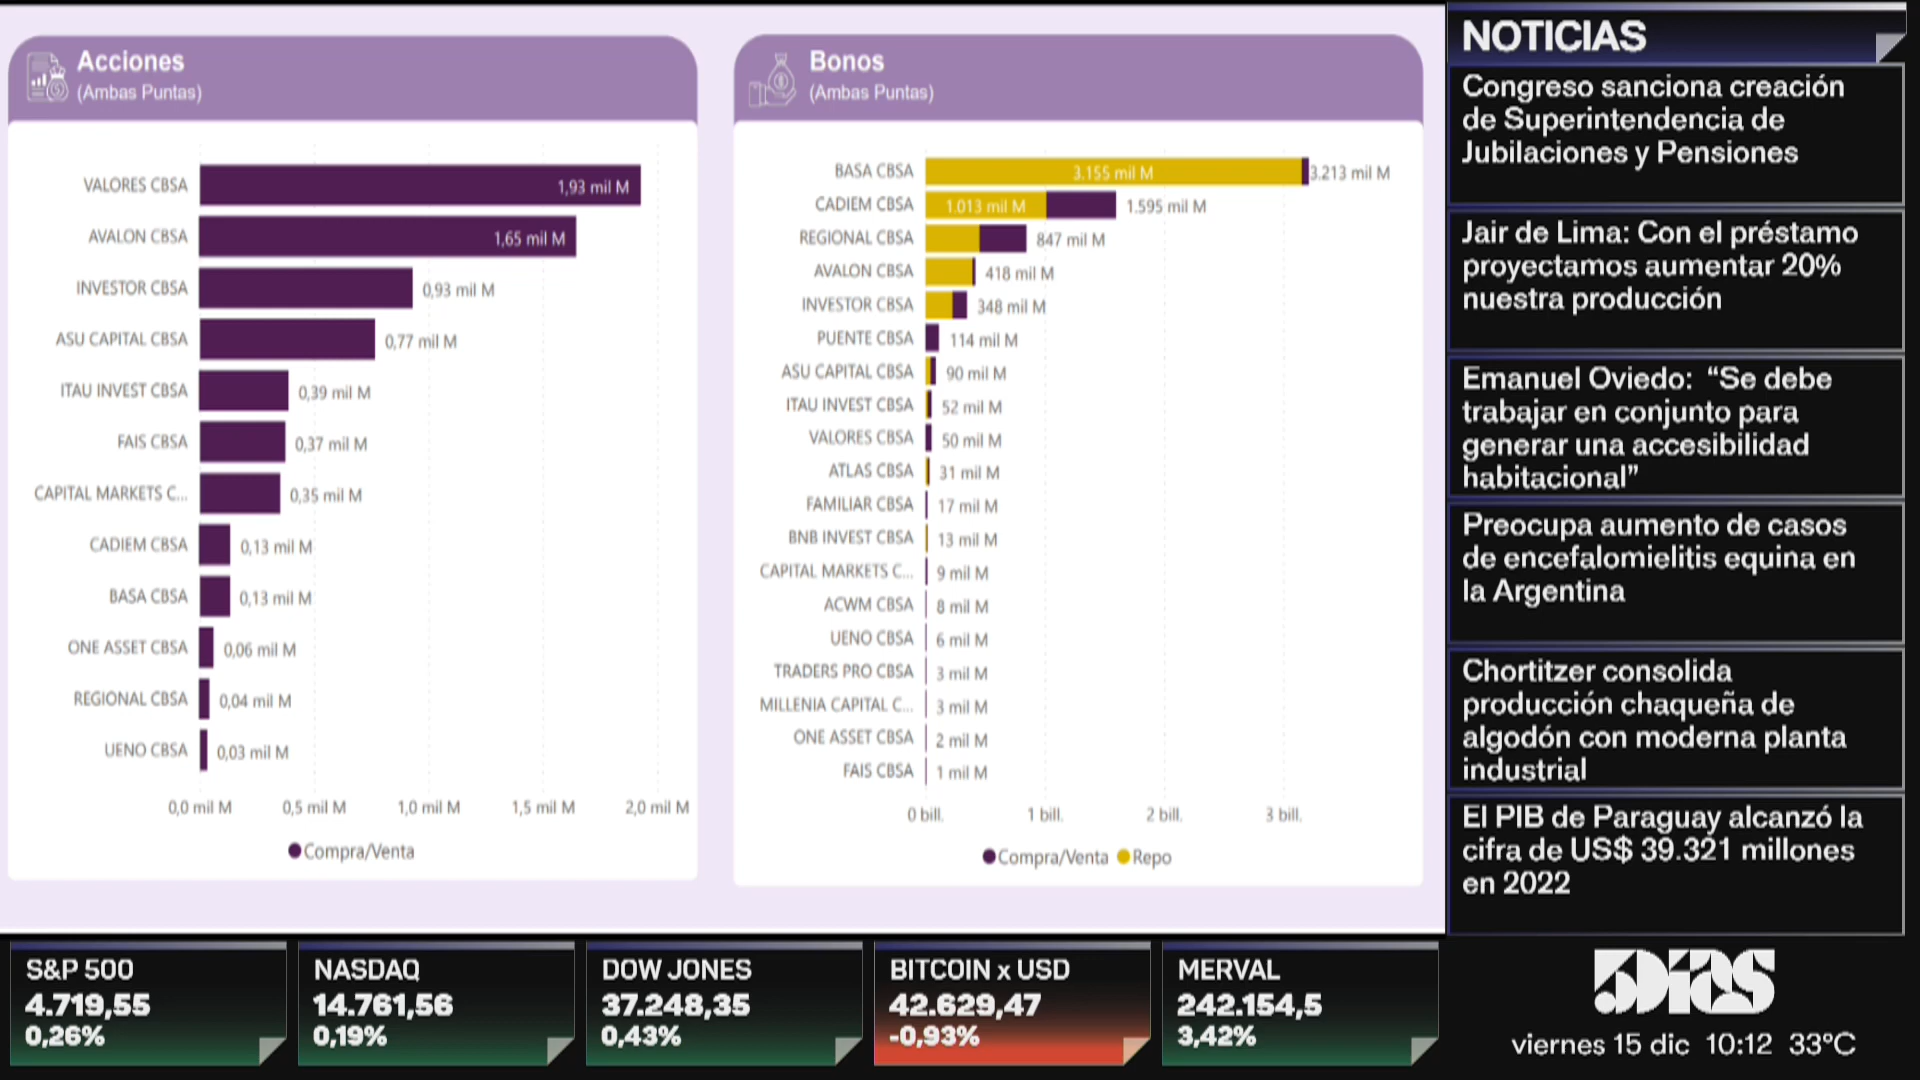 Acciones
(Ambas Puntas)
VALORES CBSA 1,93 mil M
AVALON CBSA 1,65 mil M
INVESTOR CBSA 0,93 mil M
ASU CAPITAL CBSA 0,77 mil M
ITAU INVEST CBSA 0,39 mil M
FAIS CBSA 0,37 mil M
CAPITAL MARKETS C... 0,35 mil M
CADIEM CBSA 0,13 mil M
BASA CBSA 0,13 mil M
ONE ASSET CBSA 0,06 mil M
REGIONAL CBSA 0,04 mil M
UENO CBSA 0,03 mil M
0,0 mil M 0,5 mil M 1,0 mil M 1,5 mil M 2,0 mil M
Compra/Venta
Bonos
(Ambas Puntas)
BASA CBSA 3.155 mil M 3.213 mil M
CADIEM CBSA 1.013 mil M 1.595 mil M
REGIONAL CBSA 847 mil M
AVALON CBSA 418 mil M
INVESTOR CBSA 348 mil M
PUENTE CBSA 114 mil M
ASU CAPITAL CBSA 90 mil M
ITAU INVEST CBSA 52 mil M
VALORES CBSA 50 mil M
ATLAS CBSA 31 mil M
FAMILIAR CBSA 17 mil M
BNB INVEST CBSA 13 mil M
CAPITAL MARKETS C... 9 mil M
ACWM CBSA 8 mil M
UENO CBSA 6 mil M
TRADERS PRO CBSA 3 mil M
MILLENIA CAPITAL C... 3 mil M
ONE ASSET CBSA 2 mil M
FAIS CBSA 1 mil M
0 bill. 1 bill. 2 bill. 3 bill.
Compra/Venta Repo
NOTICIAS
Congreso sanciona creación
de Superintendencia de
Jubilaciones y Pensiones
Jair de Lima: Con el préstamo
proyectamos aumentar 20%
nuestra producción
Emanuel Oviedo: “Se debe
trabajar en conjunto para
generar una accesibilidad
habitacional”
Preocupa aumento de casos
de encefalomielitis equina en
la Argentina
Chortitzer consolida
producción chaqueña de
algodón con moderna planta
industrial
El PIB de Paraguay alcanzó la
cifra de US$ 39.321 millones
en 2022
S&P 500
4.719,55
0,26%
NASDAQ
14.761,56
0,19%
DOW JONES
37.248,35
0,43%
BITCOIN x USD
42.629,47
-0,93%
MERVAL
242.154,5
3,42%
5DÍAS
viernes 15 dic 10:12 33°C